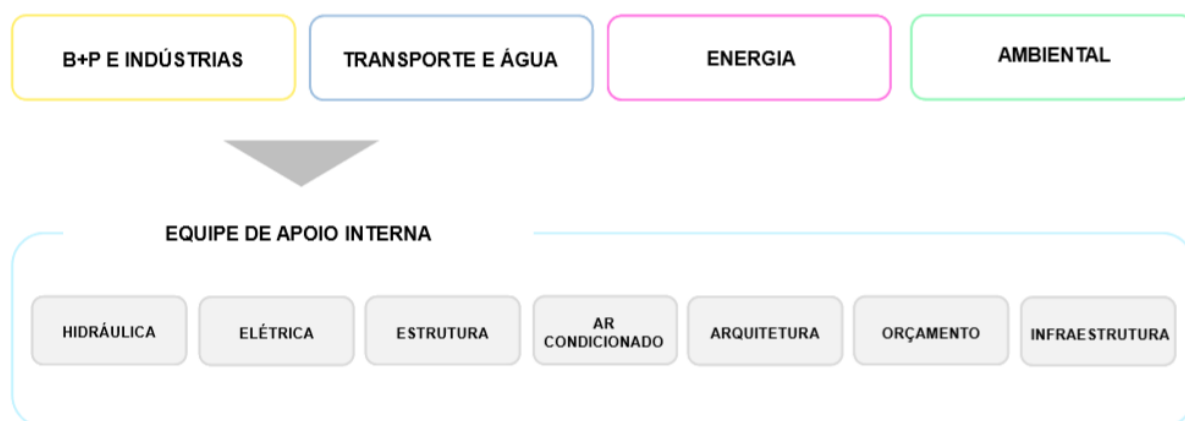 B+P E INDÚSTRIAS
TRANSPORTE E ÁGUA
ENERGIA
AMBIENTAL
EQUIPE DE APOIO INTERNA
HIDRÁULICA
ELÉTRICA
ESTRUTURA
AR
CONDICIONADO
ARQUITETURA
ORÇAMENTO
INFRAESTRUTURA